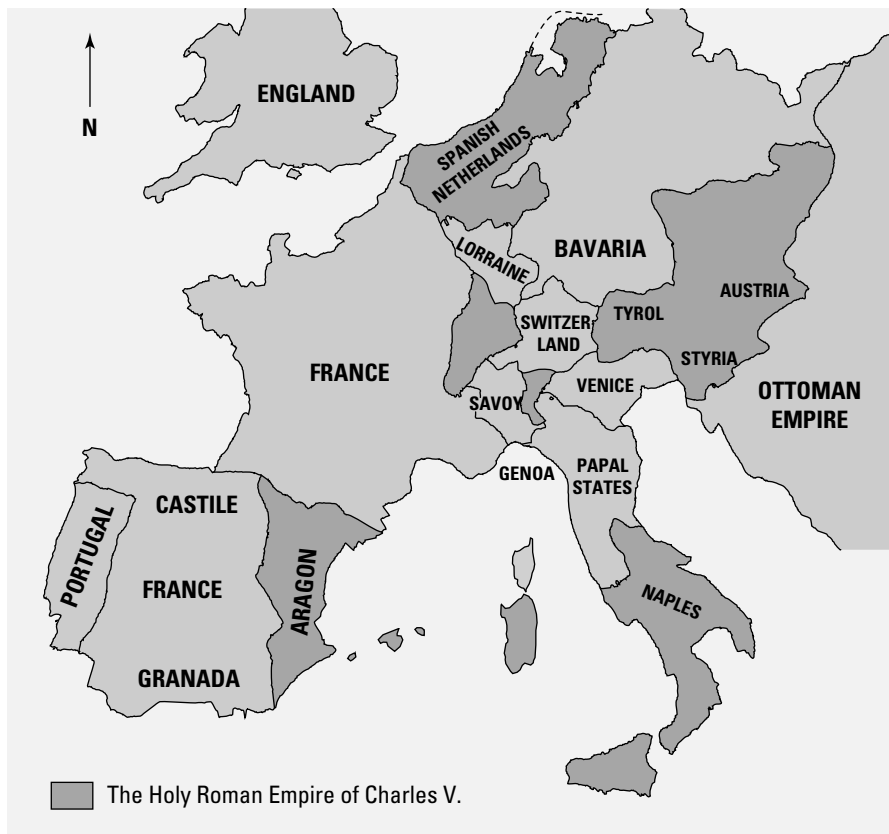 ENGLAND
N
SPANISH
NETHERLANDS
LORRAINE
BAVARIA
AUSTRIA
TYROL
SWITZER
LAND
STYRIA
FRANCE
VENICE
SAVOY
OTTOMAN
EMPIRE
GENOA
PAPAL
STATES
CASTILE
PORTUGAL
ARAGON
FRANCE
NAPLES
GRANADA
The Holy Roman Empire of Charles V.